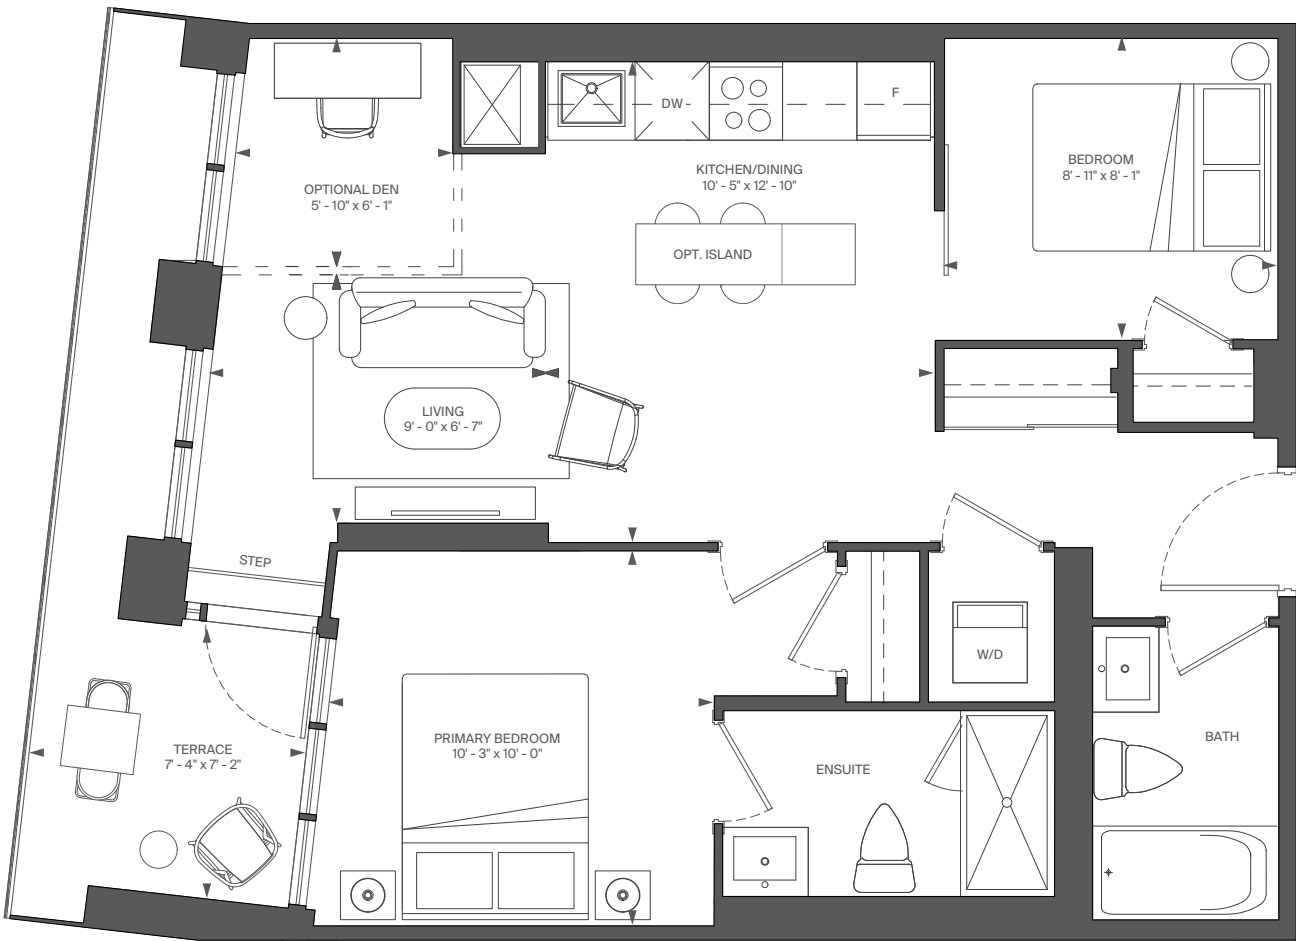 DW
F
OPTIONAL DEN
5' - 10" x 6' - 1"
KITCHEN/DINING
10' - 5" x 12' - 10"
BEDROOM
8' - 11" x 8' - 1"
OPT. ISLAND
LIVING
9' - 0" x 6' - 7"
STEP
W/D
TERRACE
7' - 4" x 7' - 2"
PRIMARY BEDROOM
10' - 3" x 10' - 0"
ENSUITE
BATH